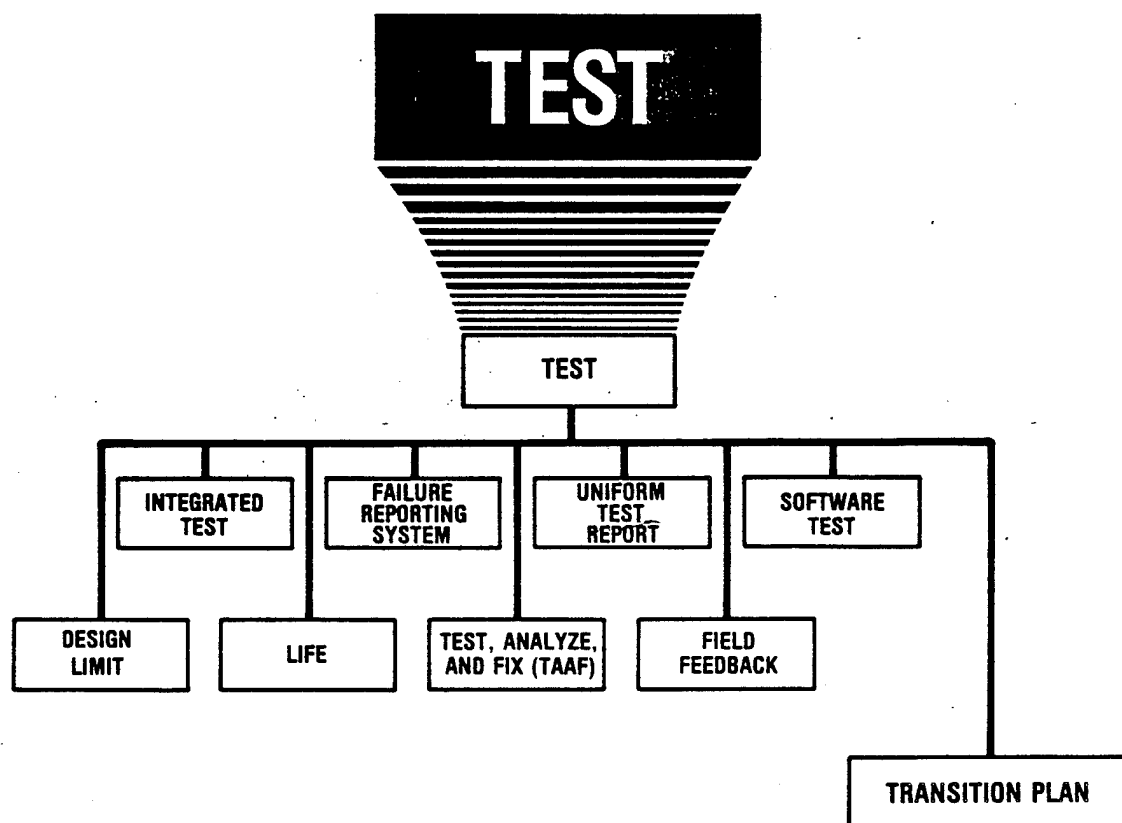 TEST
TEST
INTEGRATED
TEST
FAILURE
REPORTING
SYSTEM
UNIFORM
TEST
REPORT
SOFTWARE
TEST
DESIGN
LIMIT
LIFE
TEST, ANALYZE,
AND FIX (TAAF)
FIELD
FEEDBACK
TRANSITION PLAN